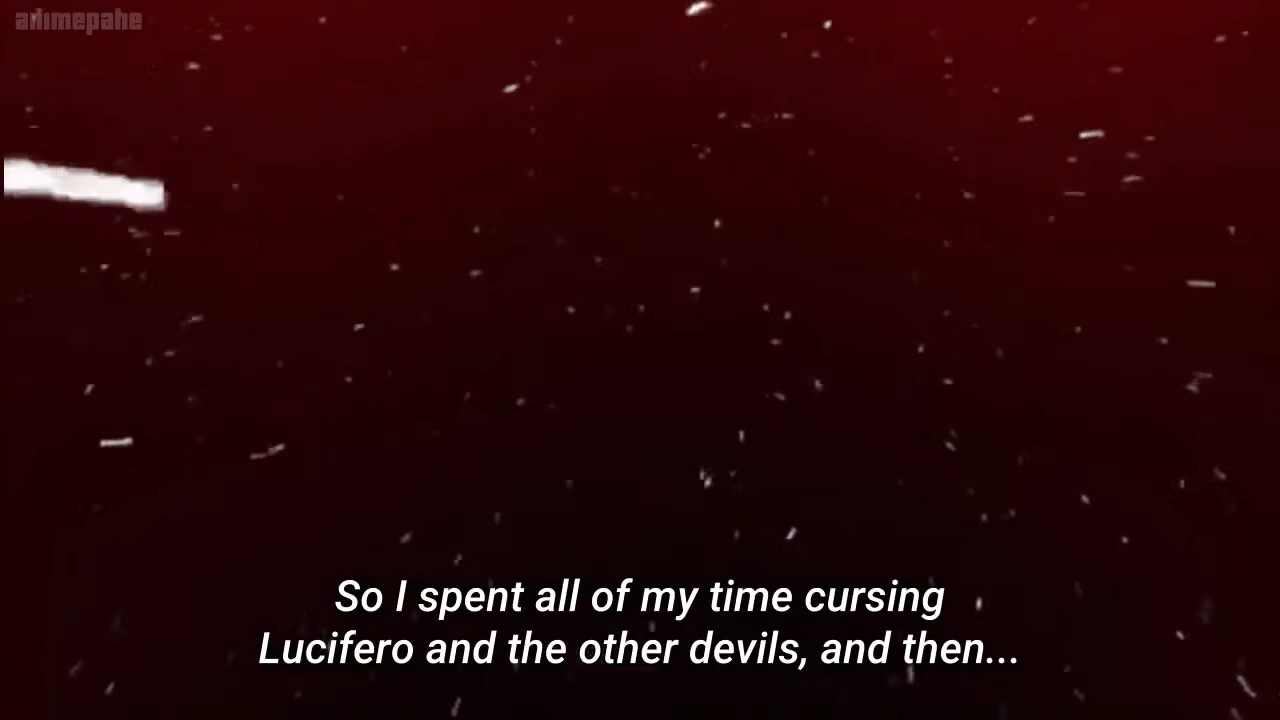 animepahe
So I spent all of my time cursing
Lucifero and the other devils, and then...